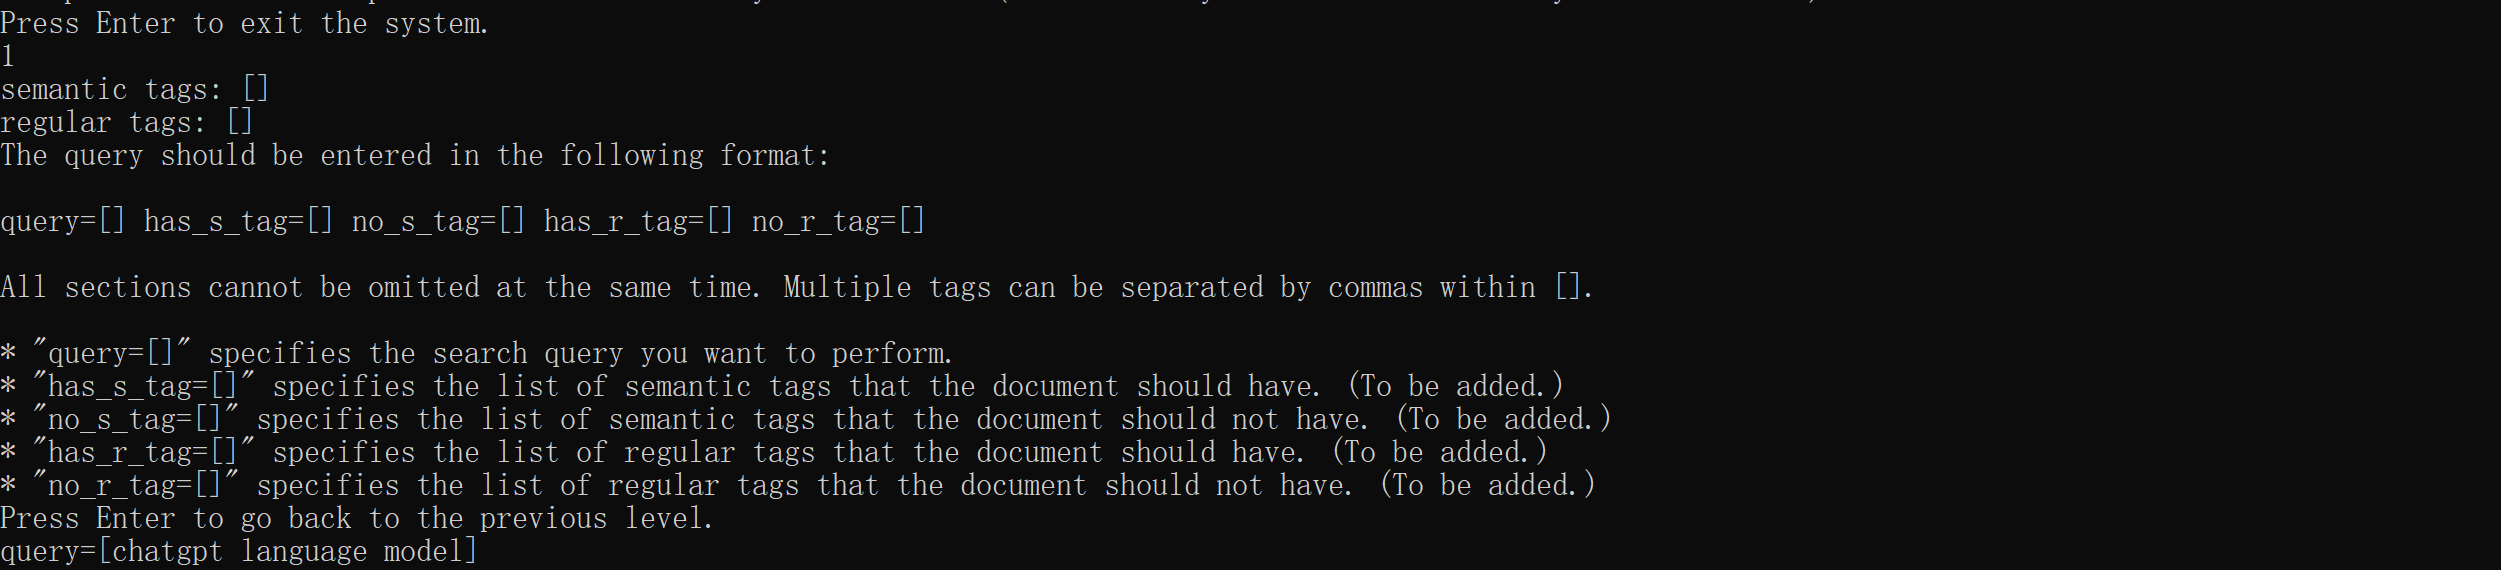 Press Enter to exit the system.
1
semantic tags: []
regular tags: []
The query should be entered in the following format:
query=[] has_s_tag=[] no_s_tag=[] has_r_tag=[] no_r_tag=[]
All sections cannot be omitted at the same time. Multiple tags can be separated by commas within [].
* "query=[]" specifies the search query you want to perform.
* "has_s_tag=[]" specifies the list of semantic tags that the document should have. (To be added.)
* "no_s_tag=[]" specifies the list of semantic tags that the document should not have. (To be added.)
* "has_r_tag=[]" specifies the list of regular tags that the document should have. (To be added.)
* "no_r_tag=[]" specifies the list of regular tags that the document should not have. (To be added.)
Press Enter to go back to the previous level.
query=[chatgpt language model]